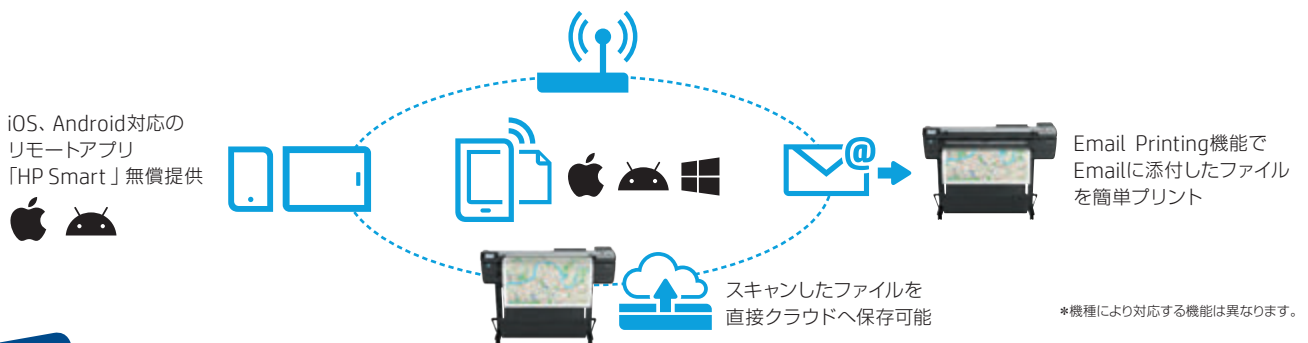 iOS、Android対応の
リモートアプリ
「HP Smart 」無償提供
@
Email Printing機能で
Emailに添付したファイル
を簡単プリント
スキャンしたファイルを
直接クラウドへ保存可能
*機種により対応する機能は異なります。